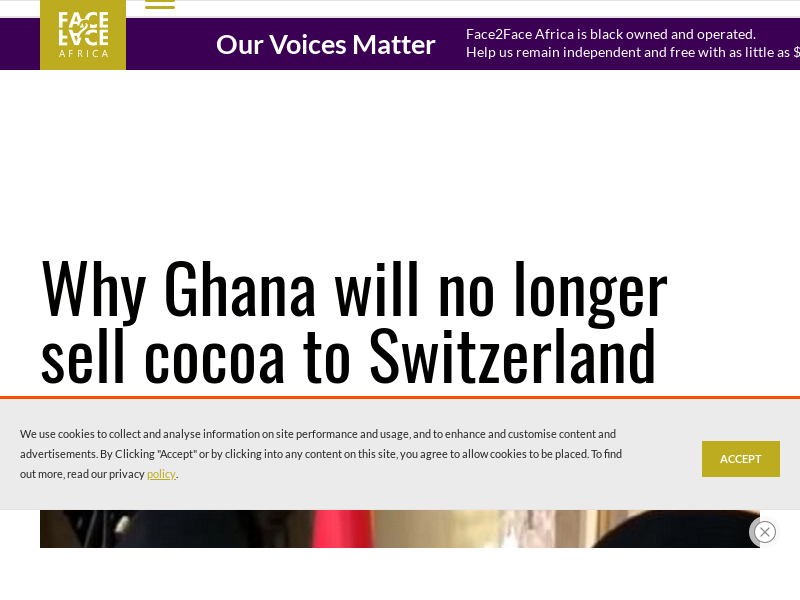 FACE
2
FACE
AFRICA
Our Voices Matter
Face2Face Africa is black owned and operated.
Help us remain independent and free with as little as $
Why Ghana will no longer
sell cocoa to Switzerland
We use cookies to collect and analyse information on site performance and usage, and to enhance and customise content and
advertisements. By Clicking "Accept" or by clicking into any content on this site, you agree to allow cookies to be placed. To find
out more, read our privacy policy.
ACCEPT